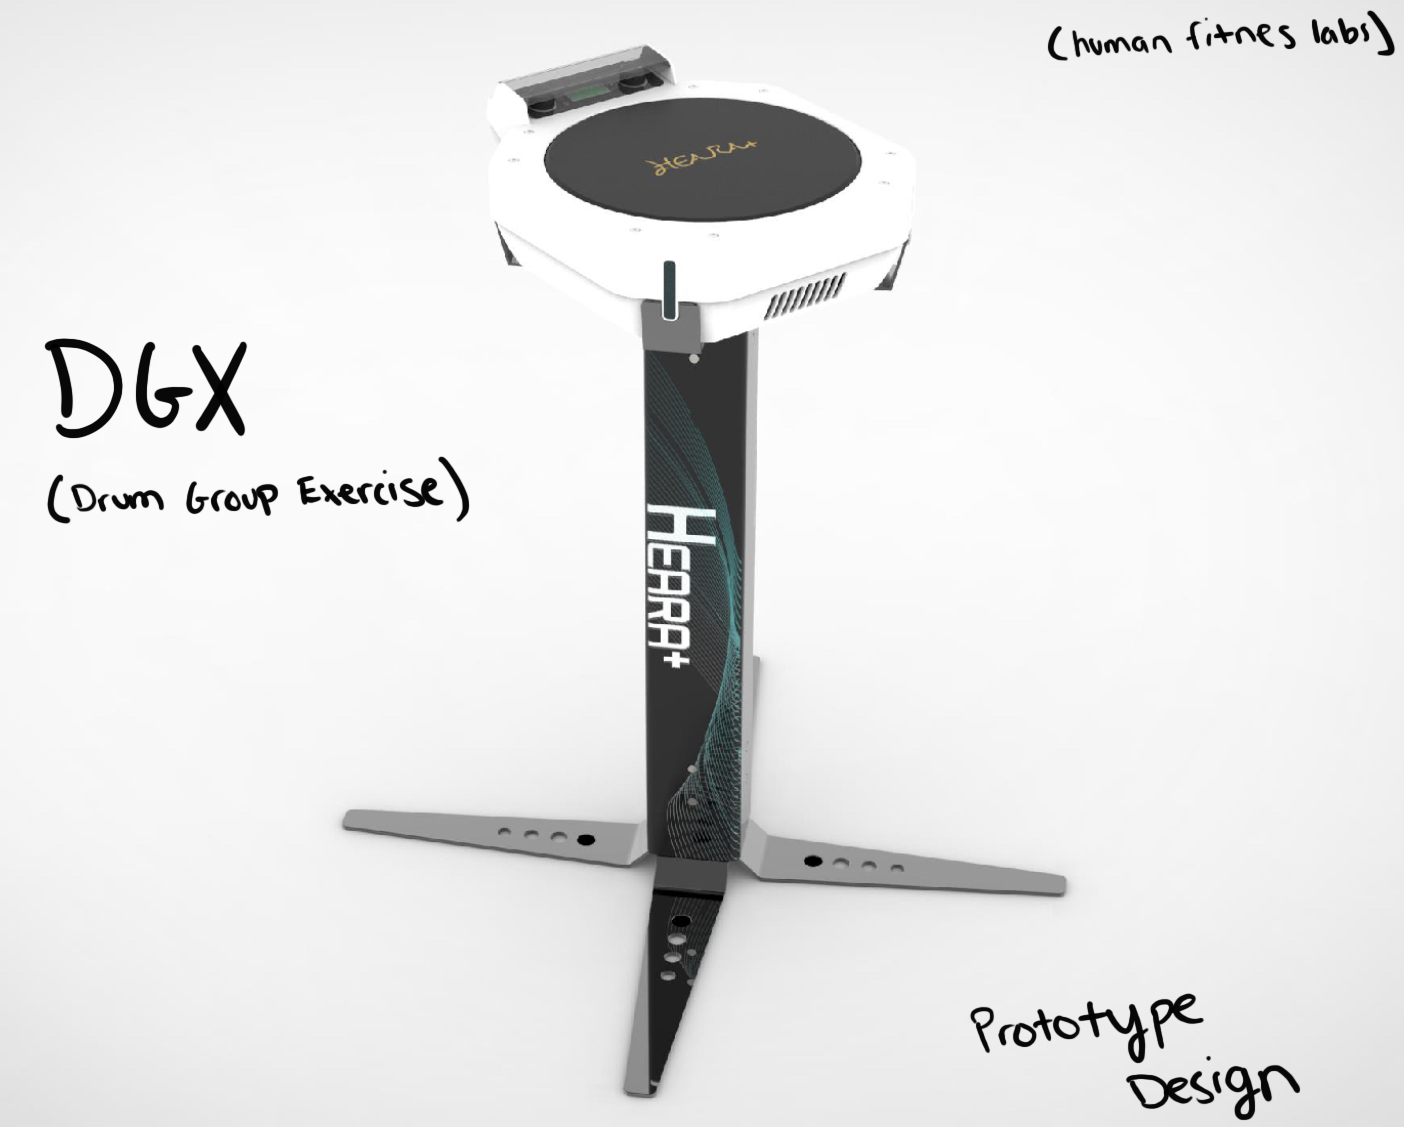 (human fitnes labs)
HEARA+
DGX
(Drum Group Exercise)
HEARA+
Prototype
Design